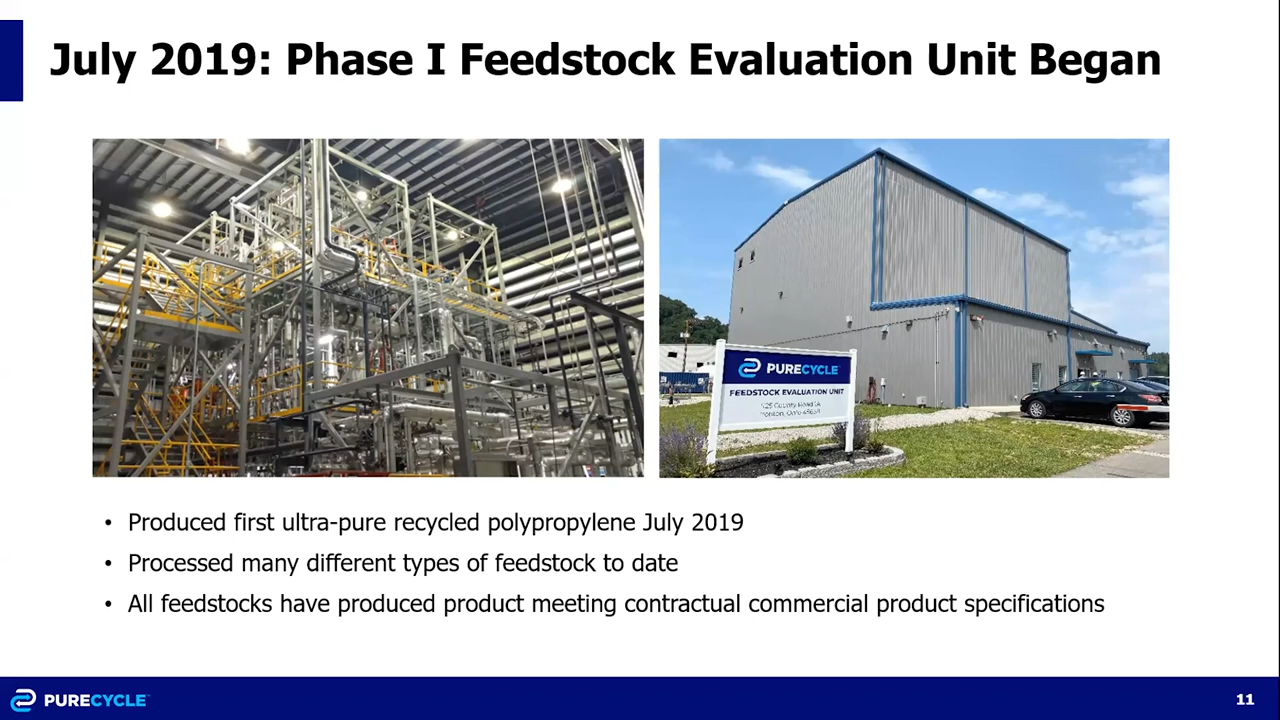 July 2019: Phase I Feedstock Evaluation Unit Began
PURECYCLE
FEEDSTOCK EVALUATION UNIT
• Produced first ultra-pure recycled polypropylene July 2019
• Processed many different types of feedstock to date
• All feedstocks have produced product meeting contractual commercial product specifications
PURECYCLE
11